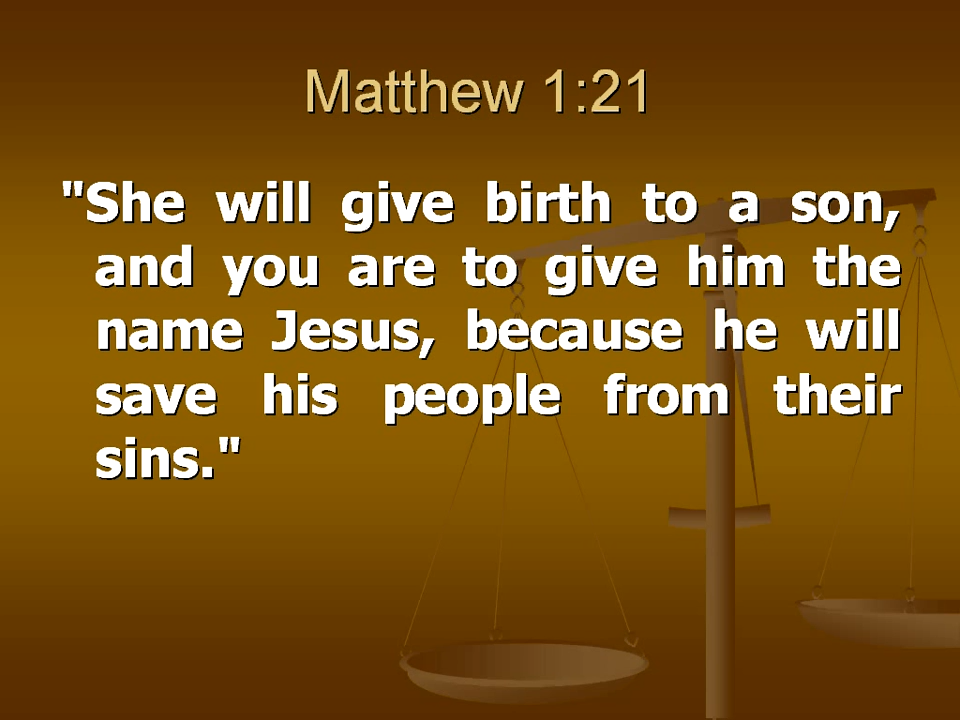 Matthew 1:21
"She will give birth to a son,
and you are to give him the
name Jesus, because he will
save his people from their
sins."